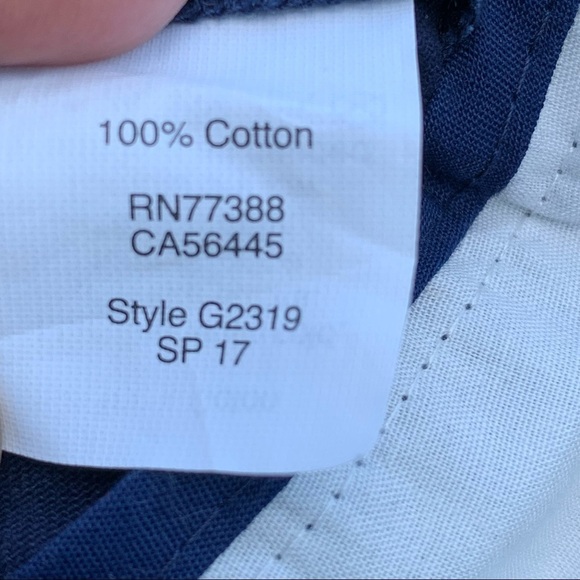 100% Cotton
RN77388
CA56445
Style G2319
SP 17